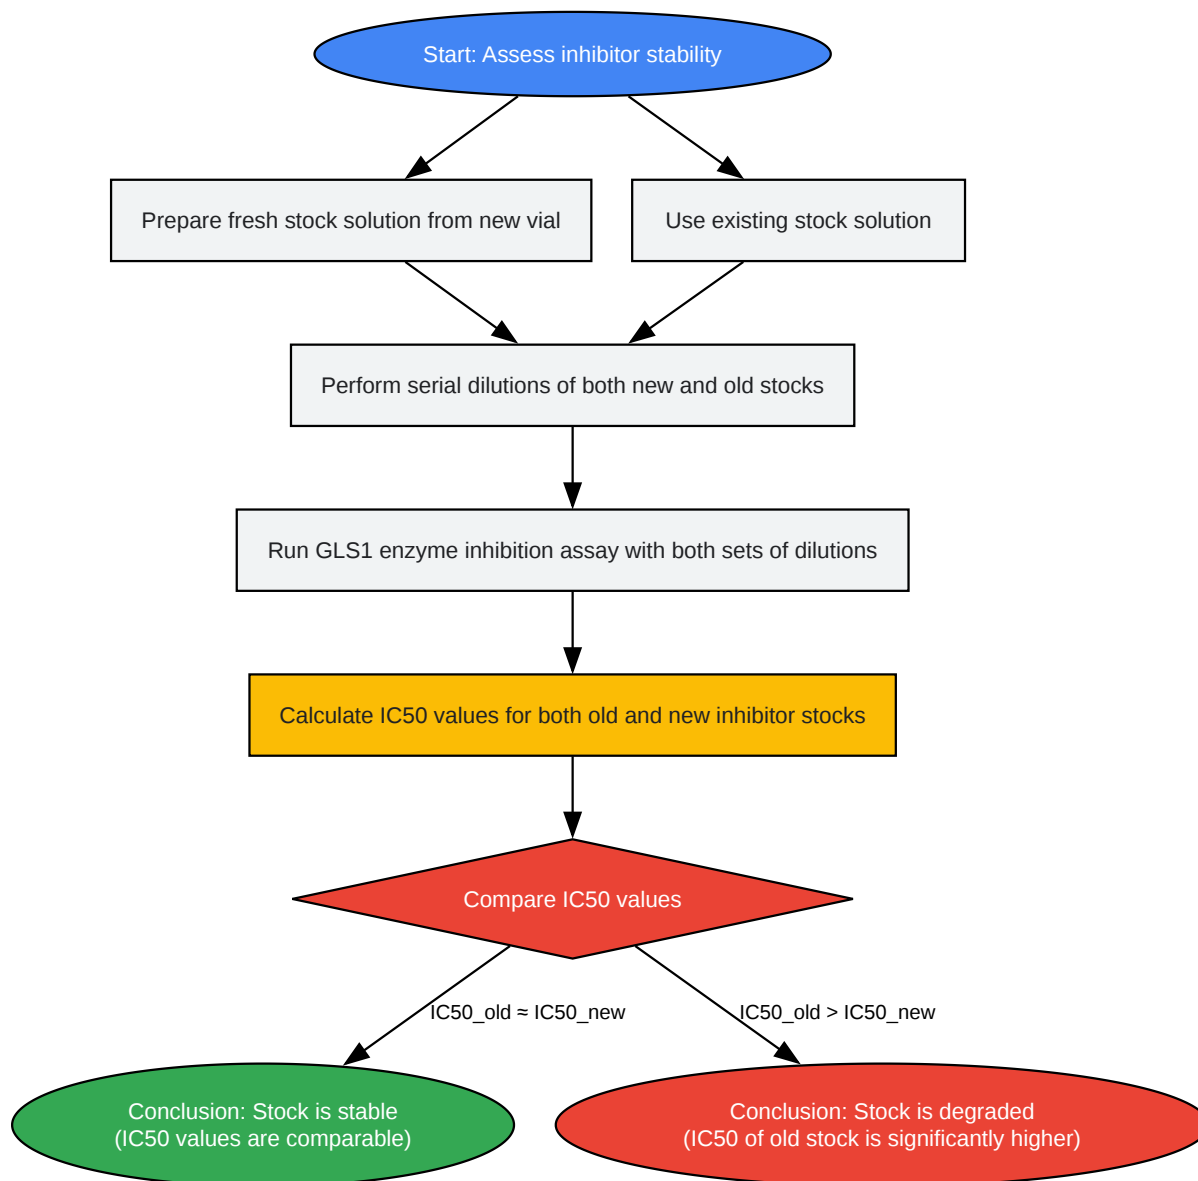 Start: Assess inhibitor stability
Prepare fresh stock solution from new vial
Use existing stock solution
Perform serial dilutions of both new and old stocks
Run GLS1 enzyme inhibition assay with both sets of dilutions
Calculate IC50 values for both old and new inhibitor stocks
Compare IC50 values
IC50_old ≈ IC50_new
IC50_old > IC50_new
Conclusion: Stock is stable
(IC50 values are comparable)
Conclusion: Stock is degraded
(IC50 of old stock is significantly higher)